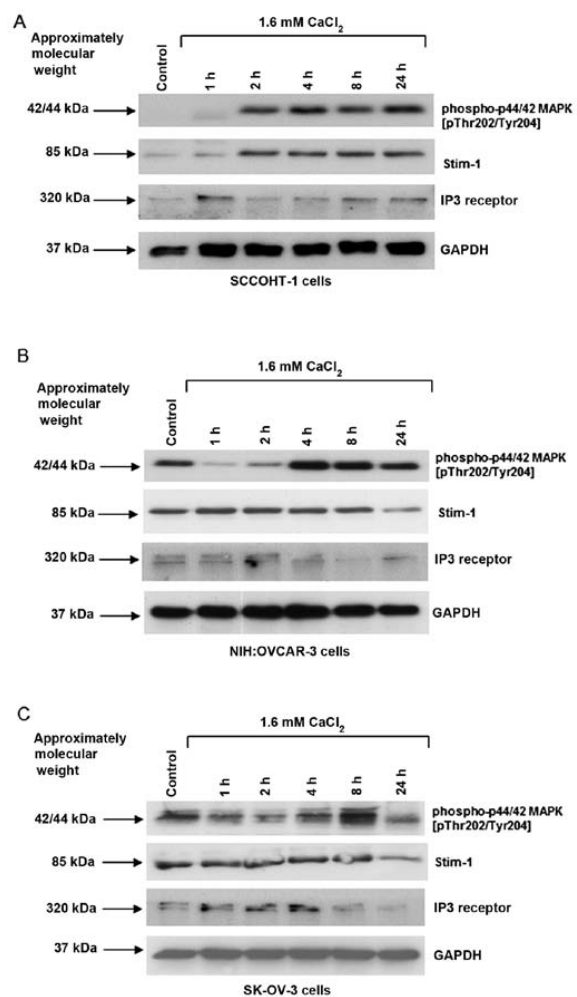 A
1.6 mM CaCl2
Approximately
molecular
weight
Control
1 h
2 h
4 h
8 h
24 h
42/44 kDa
phospho-p44/42 MAPK
[pThr202/Tyr204]
85 kDa
Stim-1
320 kDa
IP3 receptor
37 kDa
GAPDH
SCCOHT-1 cells
B
1.6 mM CaCl2
Approximately
molecular
weight
Control
1 h
2 h
4 h
8 h
24 h
42/44 kDa
phospho-p44/42 MAPK
[pThr202/Tyr204]
85 kDa
Stim-1
320 kDa
IP3 receptor
37 kDa
GAPDH
NIH:OVCAR-3 cells
C
1.6 mM CaCl2
Approximately
molecular
weight
Control
1 h
2 h
4 h
8 h
24 h
42/44 kDa
phospho-p44/42 MAPK
[pThr202/Tyr204]
85 kDa
Stim-1
320 kDa
IP3 receptor
37 kDa
GAPDH
SK-OV-3 cells